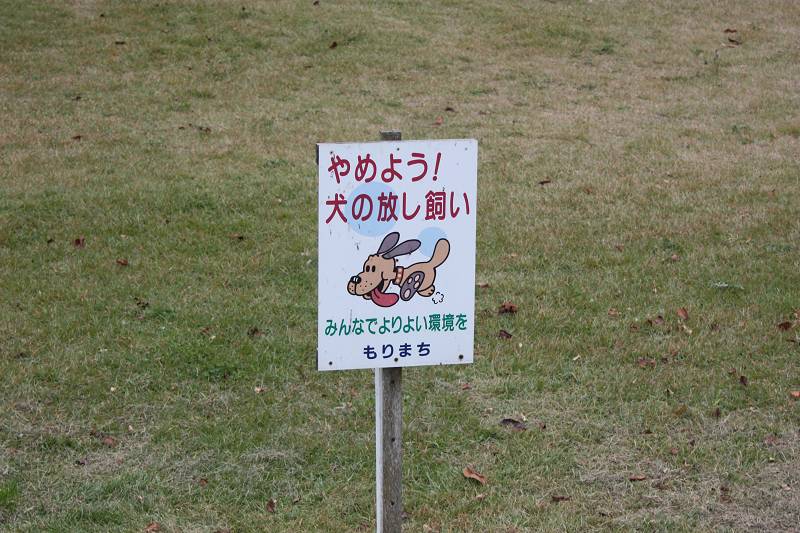 やめよう!
犬の放し飼い
みんなでよりよい環境を
もりまち